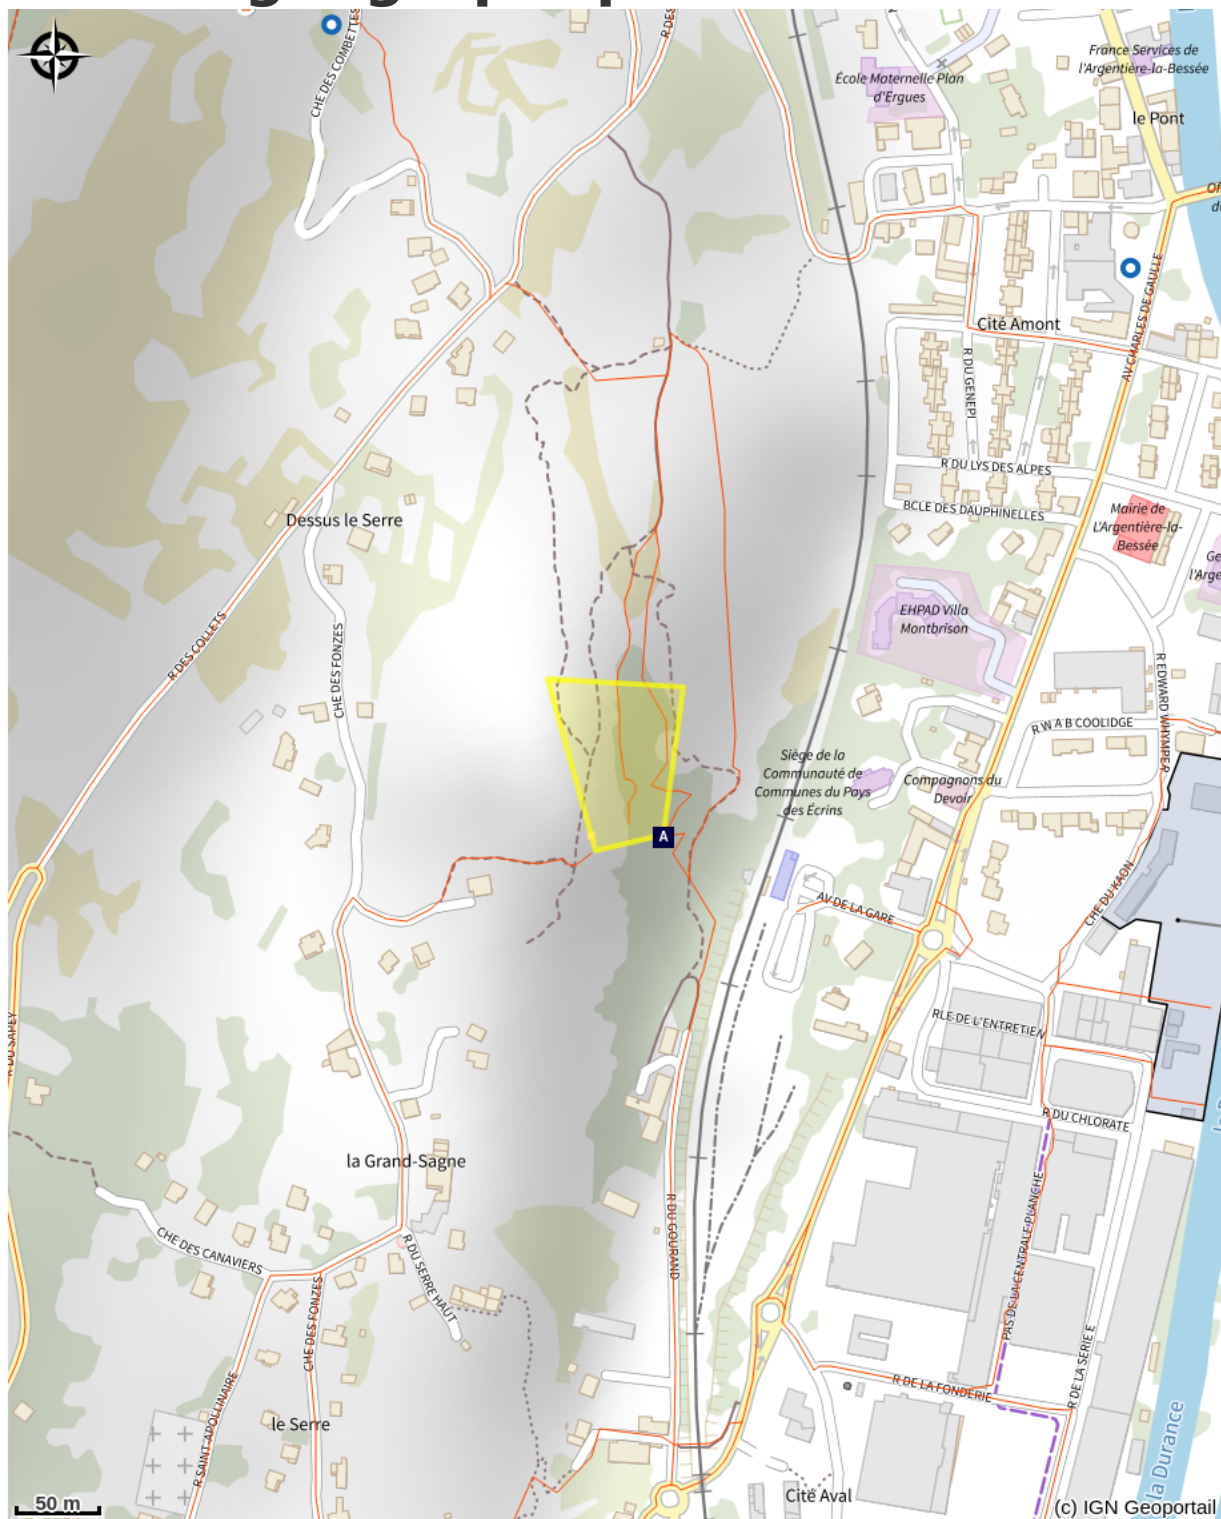 CHE DES COMBETTES
R DES
France Services de
l'Argentière-la-Bessée
École Maternelle Plan
d'Ergues
le Pont
AV CHARLES DE GAULLE
Cité Amont
R DU GENEPI
R DU LYS DES ALPES
BCLE DES DAUPHINELLES
Mairie de
L'Argentière-la-
Bessée
Dessus le Serre
EHPAD Villa
Montbrison
R DES COLLETS
CHE DES FONZES
R EDWARD WHYMPER
R W A B COOLIDGE
Siège de la
Communauté de
Communes du Pays
des Écrins
Compagnons du
Devoir
A
CHE DU KAON
AV DE LA GARE
RLE DE L'ENTRETIEN
R DU SAPEY
R DU CHLORATE
la Grand-Sagne
PAS DE LA CENTRALE PLANCHE
R DU GOURAND
CHE DES CANAVIERS
R DU SERRE HAUT
CHE DES FONZES
R DE LA SERIE E
R DE LA FONDERIE
R SAINT-APOLLINAIRE
le Serre
la Durance
Cité Aval
50 m
(c) IGN Geoportail